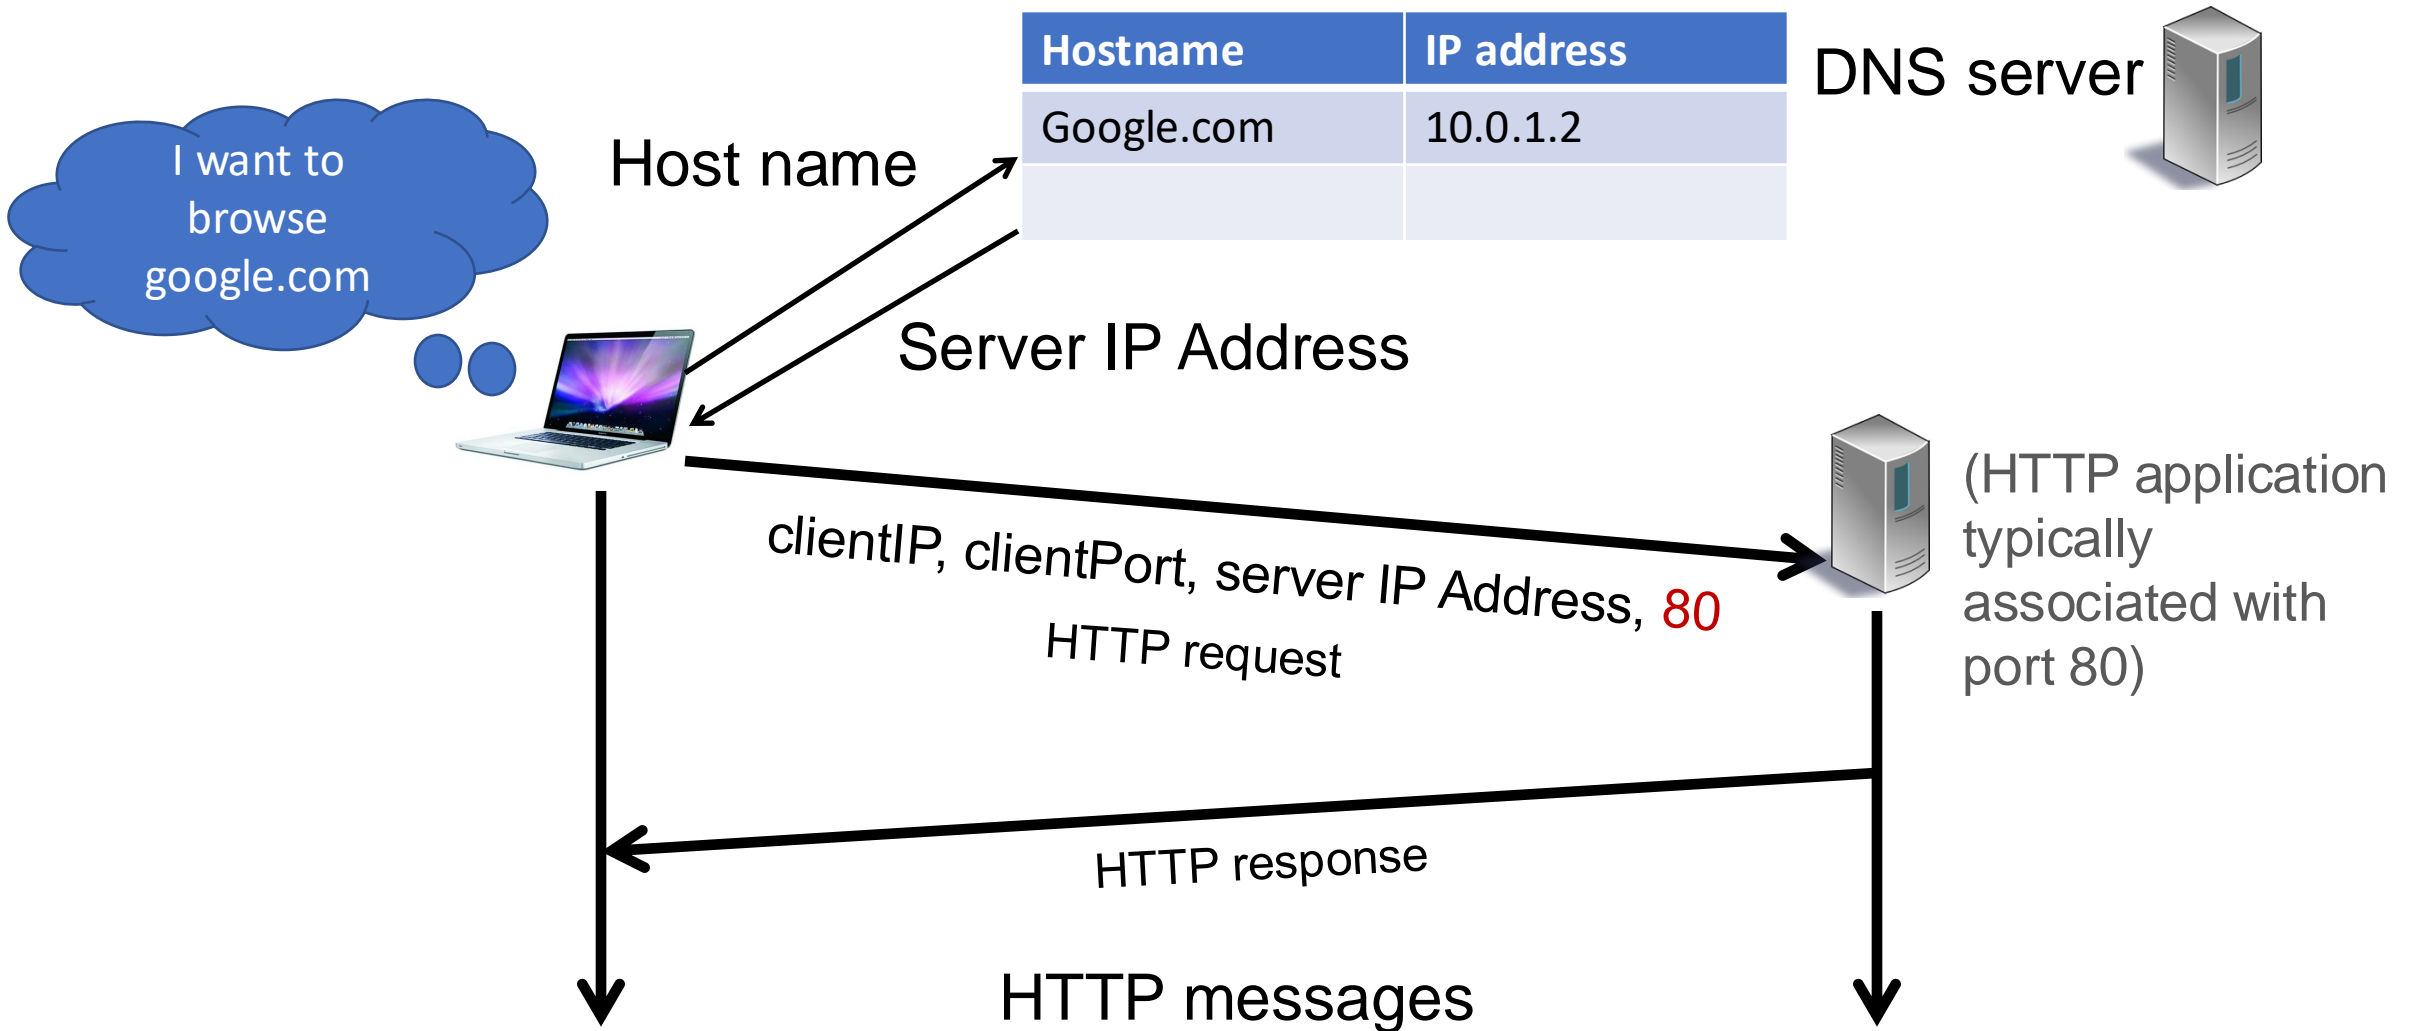 Hostname IP address
Google.com 10.0.1.2
DNS server
I want to
browse
google.com
Host name
Server IP Address
clientIP, clientPort, server IP Address, 80
HTTP request
(HTTP application
typically
associated with
port 80)
HTTP response
HTTP messages